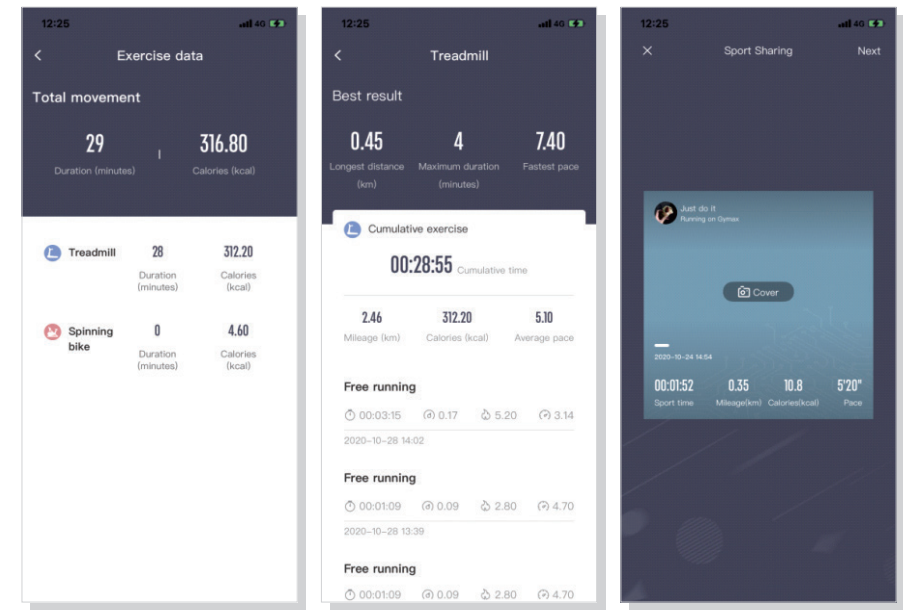 12:25
4G
Exercise data
Total movement
29
316.80
Duration (minutes)
Calories (kcal)
Treadmill
28
312.20
Duration
(minutes)
Calories
(kcal)
Spinning
bike
0
4.60
Duration
(minutes)
Calories
(kcal)
12:25
4G
Treadmill
Best result
0.45
4
7.40
Longest distance
(km)
Maximum duration
(minutes)
Fastest pace
Cumulative exercise
00:28:55 Cumulative time
2.46
312.20
5.10
Mileage (km)
Calories (kcal)
Average pace
Free running
00:03:15 0.17 5.20 3.14
2020-10-28 14:02
Free running
00:01:09 0.09 2.80 4.70
2020-10-28 13:39
Free running
00:01:09 0.09 2.80 4.70
12:25
4G
Sport Sharing
Next
Just do it
Running on Gymax
Cover
2020-10-24 14:54
00:01:52 0.35 10.8 5'20"
Sport time Mileage(km) Calories(kcal) Pace